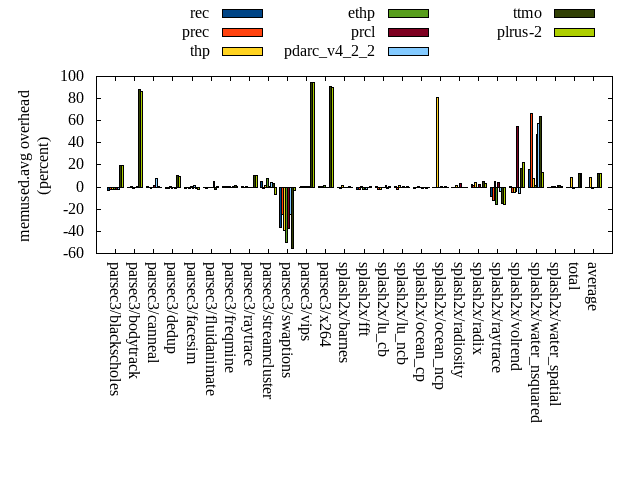 rec
prec
thp
ethp
prcl
pdarc_v4_2_2
ttmo
plrus-2
memused.avg overhead
(percent)
100
80
60
40
20
0
-20
-40
-60
parsec3/blackscholes
parsec3/bodytrack
parsec3/canneal
parsec3/dedup
parsec3/facesim
parsec3/fluidanimate
parsec3/freqmine
parsec3/raytrace
parsec3/streamcluster
parsec3/swaptions
parsec3/vips
parsec3/x264
splash2x/barnes
splash2x/fft
splash2x/lu_cb
splash2x/lu_ncb
splash2x/ocean_cp
splash2x/ocean_ncp
splash2x/radiosity
splash2x/radix
splash2x/raytrace
splash2x/volrend
splash2x/water_nsquared
splash2x/water_spatial
total
average